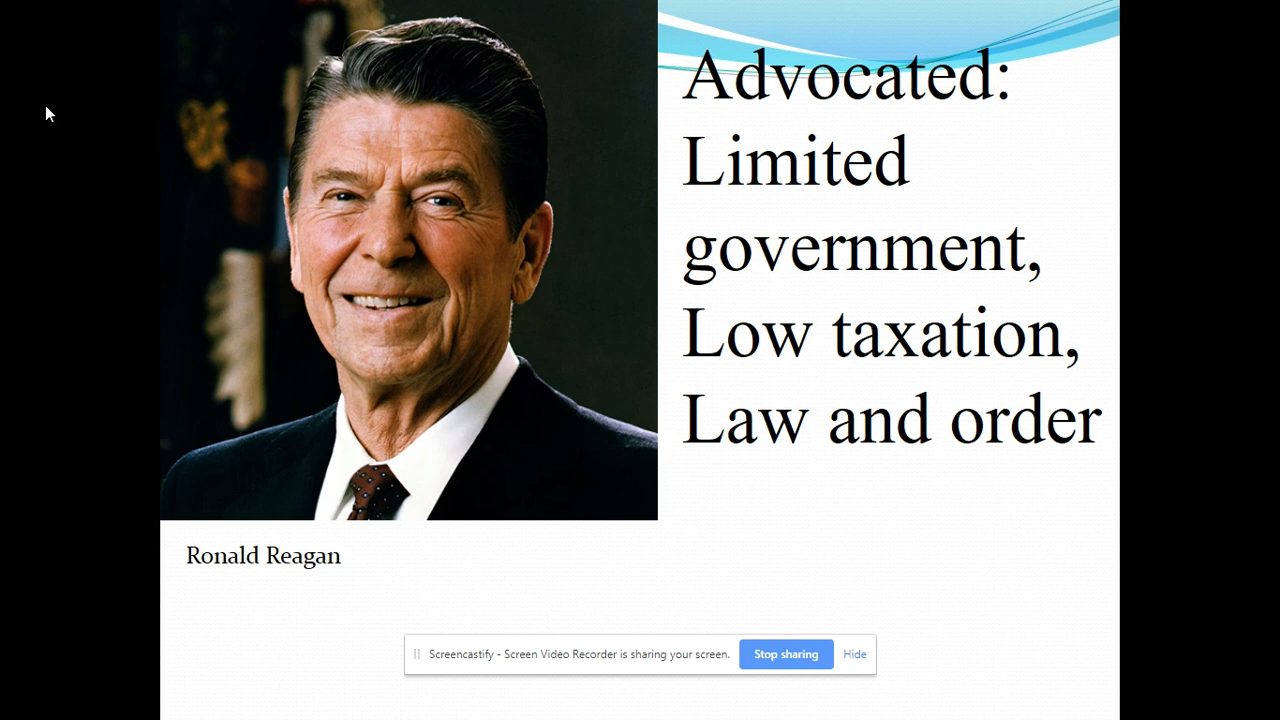 Advocated:
Limited
government,
Low taxation,
Law and order
Ronald Reagan
Screencastify - Screen Video Recorder is sharing your screen. Stop sharing Hide